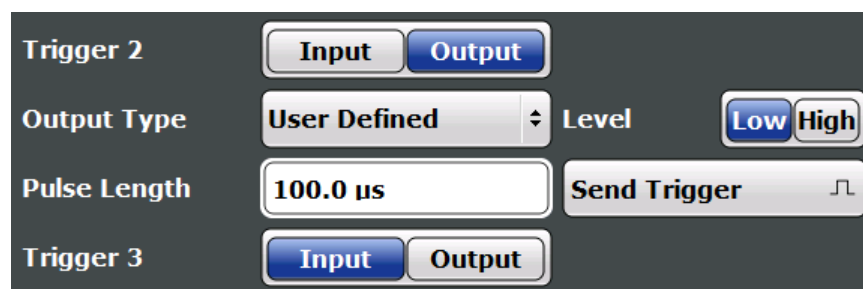 Trigger 2 Input Output
Output Type User Defined Level Low High
Pulse Length 100.0 µs Send Trigger
Trigger 3 Input Output